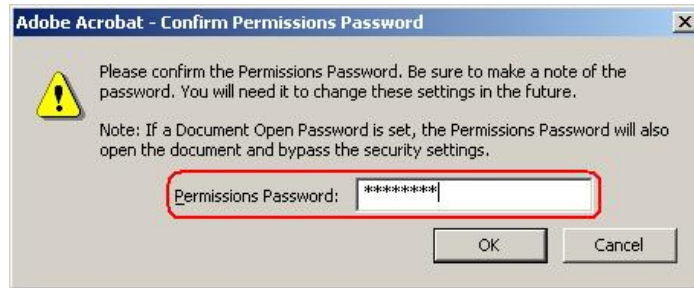 Adobe Acrobat - Confirm Permissions Password
Please confirm the Permissions Password. Be sure to make a note of the
password. You will need it to change these settings in the future.
Note: If a Document Open Password is set, the Permissions Password will also
open the document and bypass the security settings.
Permissions Password: ********
OK Cancel